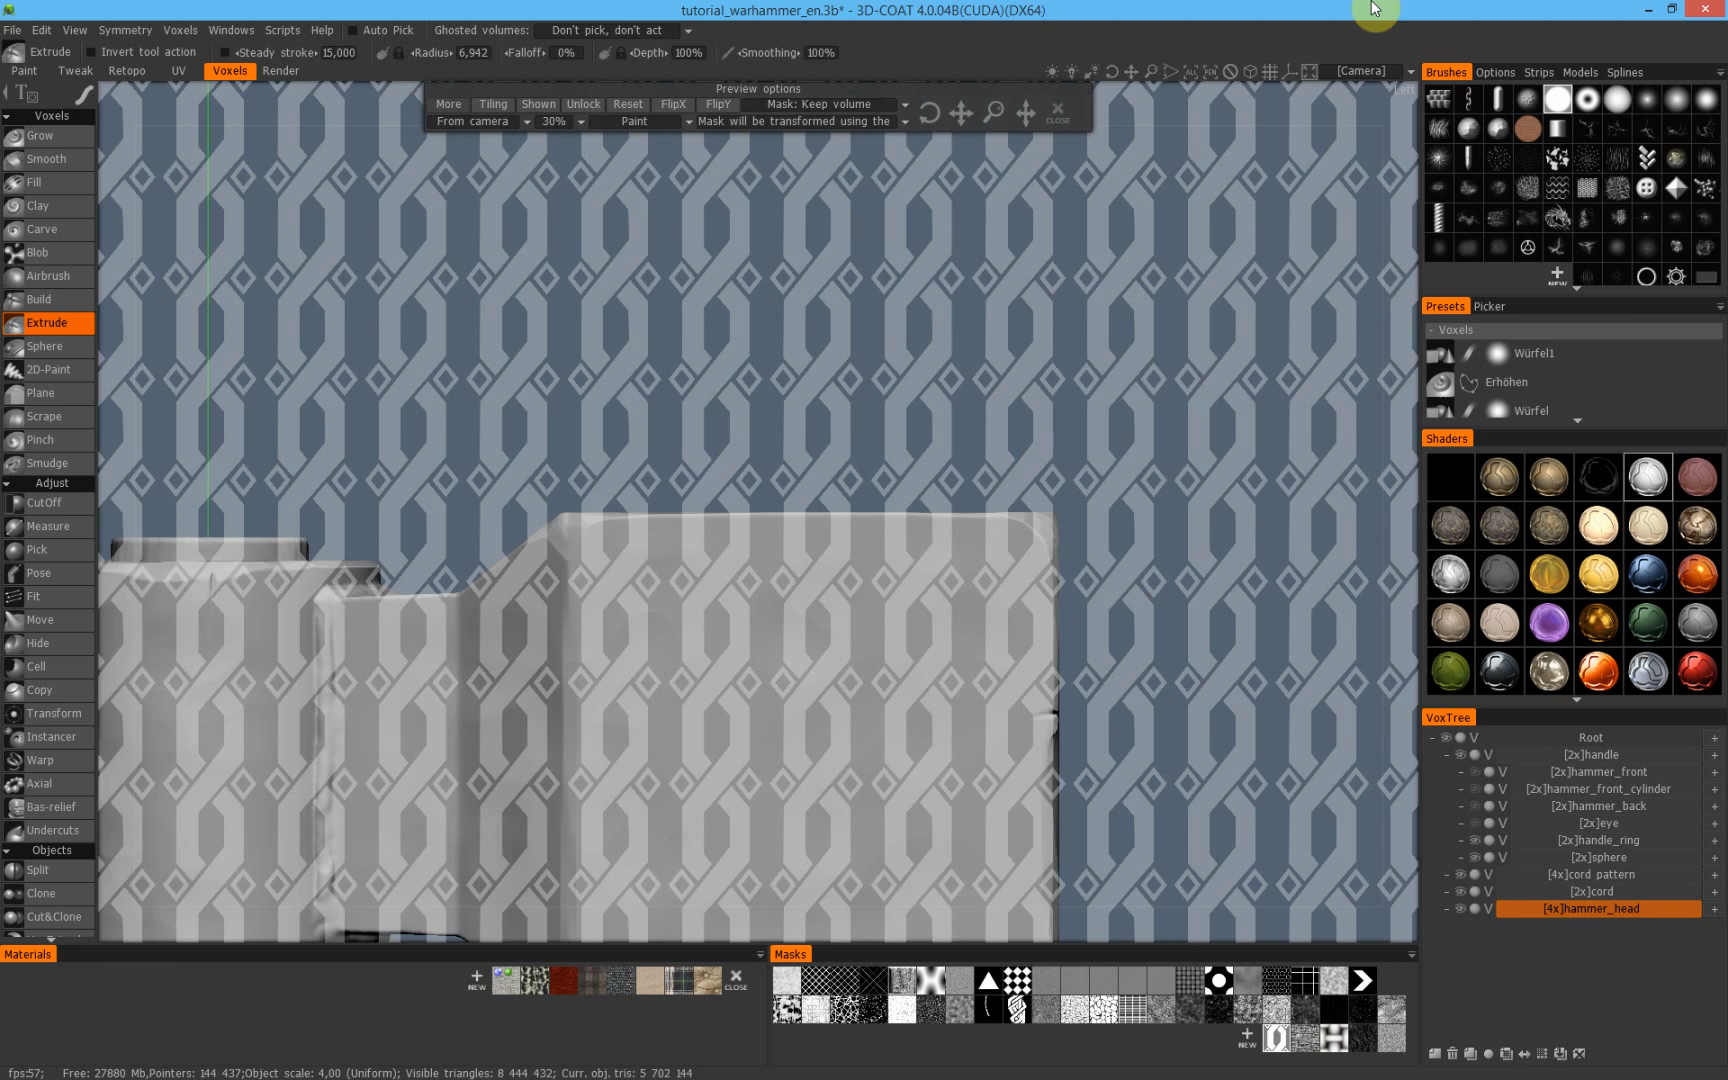 tutorial_warhammer_en.3b* - 3D-COAT 4.0.04B(CUDA)(DX64)
File Edit View Symmetry Voxels Windows Scripts Help Auto Pick Ghosted volumes: Don't pick, don't act
Extrude Invert tool action Steady stroke 15,000 Radius 6,942 Falloff 0% Depth 100% Smoothing 100%
Paint Tweak Retopo UV Voxels Render [Camera]
Left
Preview options
More Tiling Shown Unlock Reset FlipX FlipY Mask: Keep volume
From camera 30% Paint Mask will be transformed using the
CLOSE
Voxels
Grow
Smooth
Fill
Clay
Carve
Blob
Airbrush
Build
Extrude
Sphere
2D-Paint
Plane
Scrape
Pinch
Smudge
Adjust
CutOff
Measure
Pick
Pose
Fit
Move
Hide
Cell
Copy
Transform
Instancer
Warp
Axial
Bas-relief
Undercuts
Objects
Split
Clone
Cut&Clone
Brushes Options Strips Models Splines
NEW
Presets Picker
- Voxels
Würfel1
Erhöhen
Würfel
Shaders
VoxTree
Root
[2x]handle
[2x]hammer_front
[2x]hammer_front_cylinder
[2x]hammer_back
[2x]eye
[2x]handle_ring
[2x]sphere
[4x]cord pattern
[2x]cord
[4x]hammer_head
Materials
NEW
CLOSE
Masks
NEW
fps:57; Free: 27880 Mb,Pointers: 144 437;Object scale: 4,00 (Uniform); Visible triangles: 8 444 432; Curr. obj. tris: 5 702 144